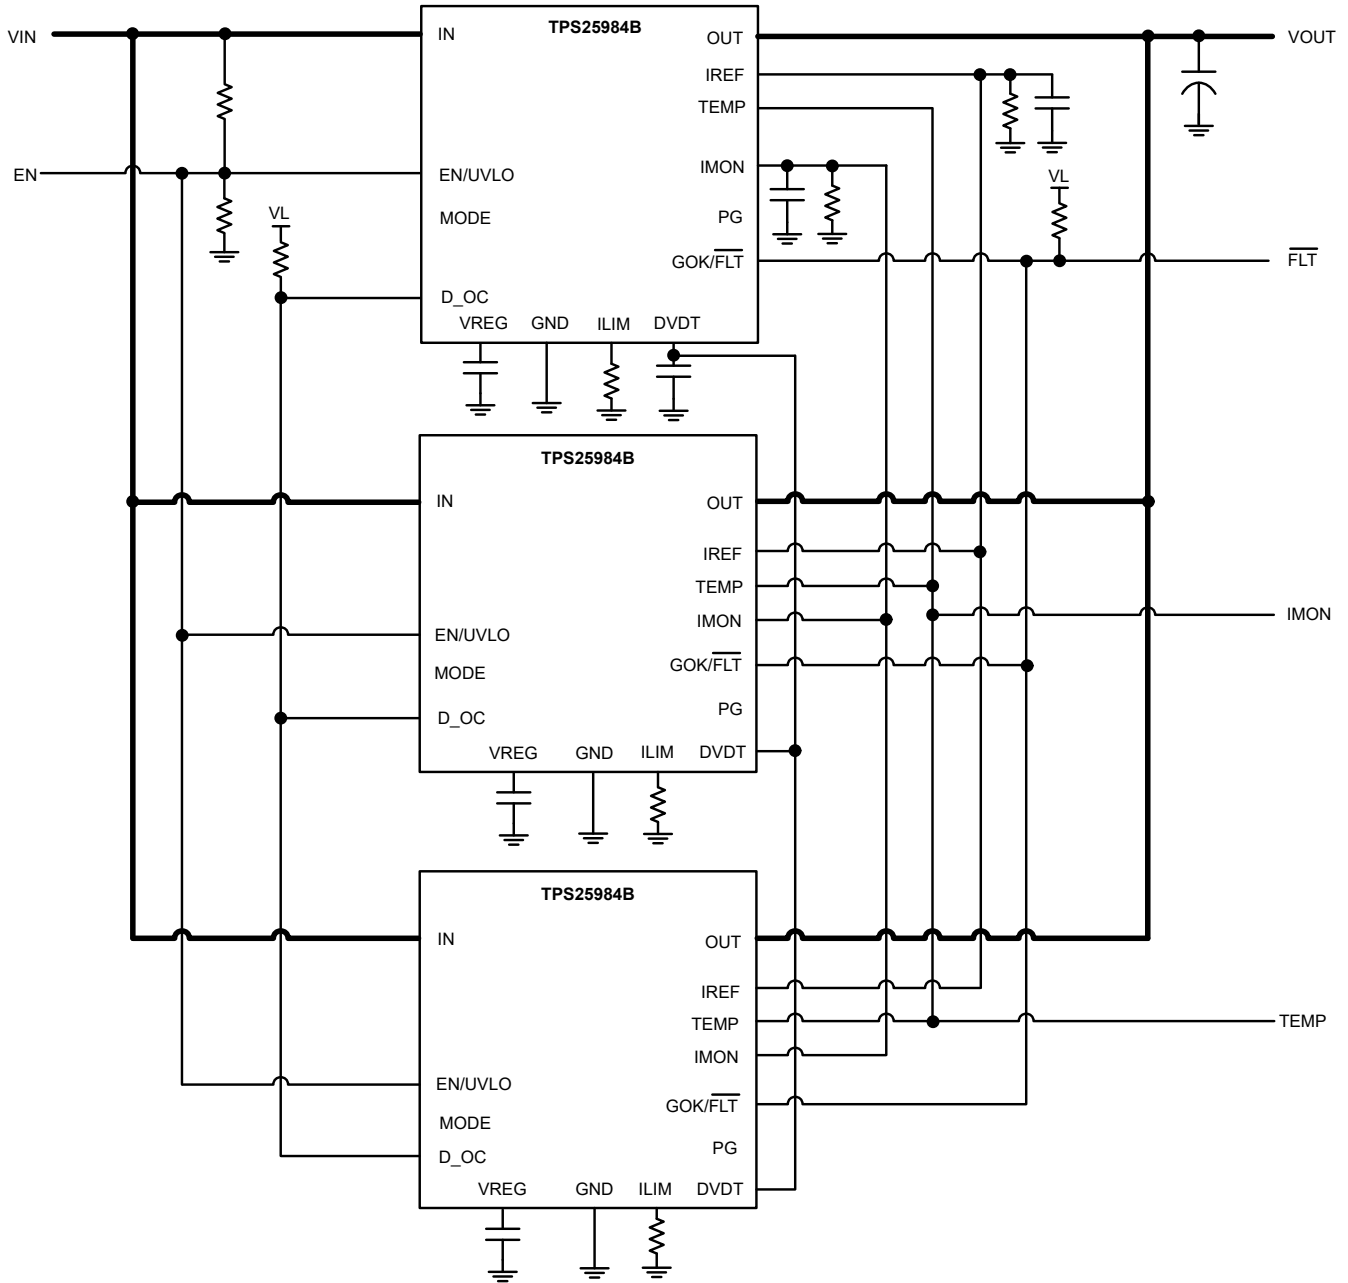 TPS25984B
VIN
IN
OUT
VOUT
IREF
TEMP
IMON
EN
EN/UVLO
VL
MODE
VL
PG
GOK/FLT
FLT
D_OC
VREG
GND
ILIM
DVDT
TPS25984B
IN
OUT
IREF
TEMP
IMON
IMON
EN/UVLO
GOK/FLT
MODE
PG
D_OC
VREG
GND
ILIM
DVDT
TPS25984B
IN
OUT
IREF
TEMP
TEMP
IMON
EN/UVLO
GOK/FLT
MODE
PG
D_OC
VREG
GND
ILIM
DVDT